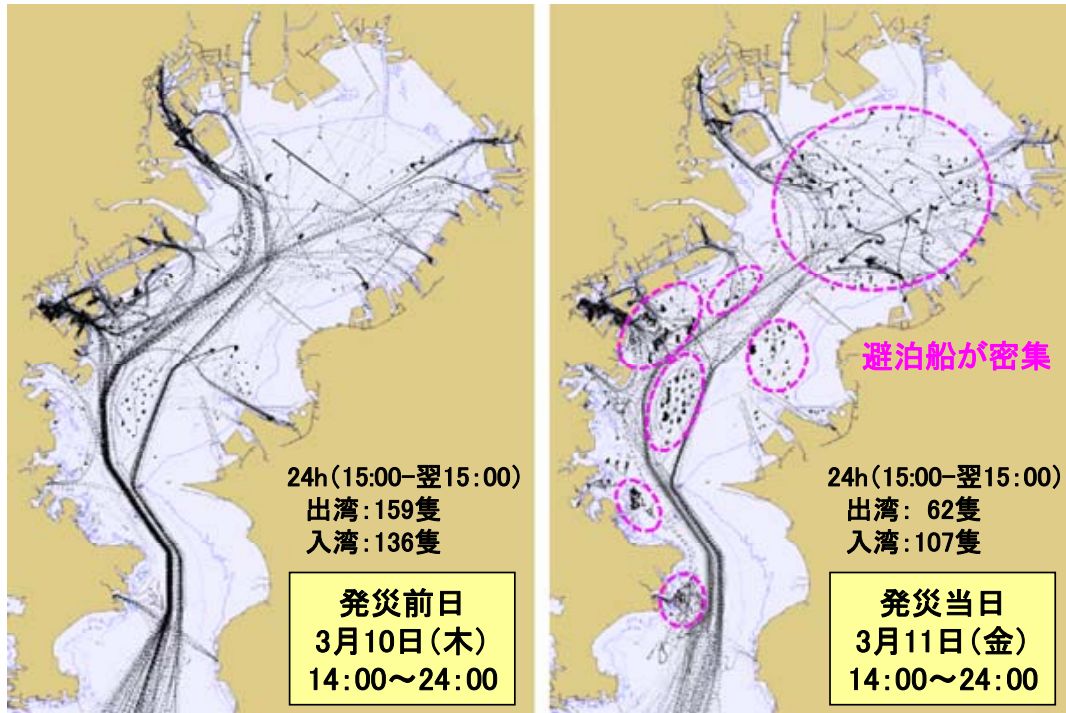 24h(15:00-翌15:00)
出湾:159隻
入湾:136隻
発災前日
3月10日(木)
14:00~24:00
避泊船が密集
24h(15:00-翌15:00)
出湾: 62隻
入湾:107隻
発災当日
3月11日(金)
14:00~24:00